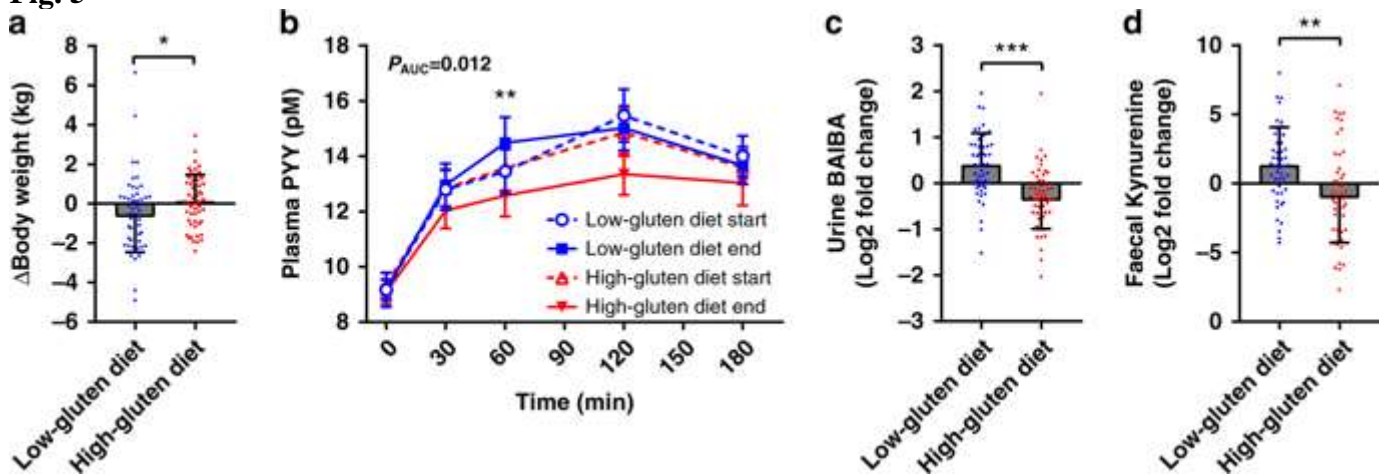 Fig.
a
*
8
6
4
2
0
−2
−4
−6
ΔBody weight (kg)
Low-gluten diet
High-gluten diet
b
P_AUC=0.012
**
18
16
14
12
10
8
Plasma PYY (pM)
Low-gluten diet start
Low-gluten diet end
High-gluten diet start
High-gluten diet end
0 30 60 90 120 150 180
Time (min)
c
***
3
2
1
0
−1
−2
−3
Urine BAIBA
(Log2 fold change)
Low-gluten diet
High-gluten diet
d
**
10
5
0
−5
0
Faecal Kynurenine
(Log2 fold change)
Low-gluten diet
High-gluten diet